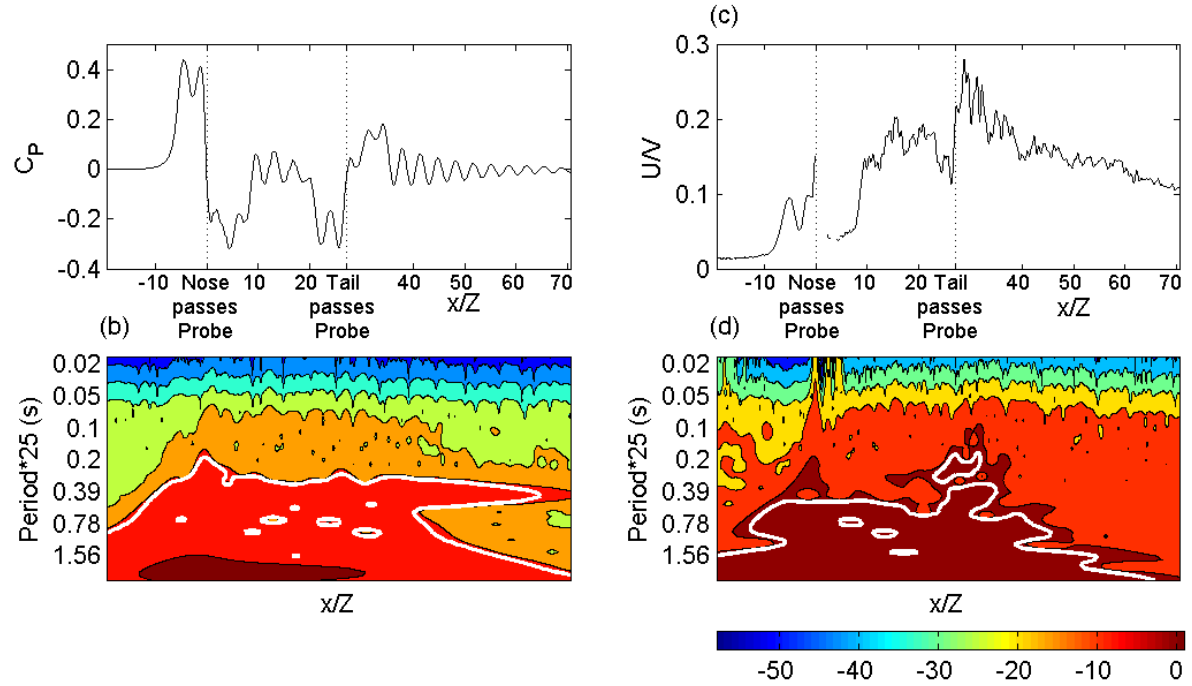 (c)
0.4
0.2
0
-0.2
-0.4
C_P
-10 Nose passes Probe 10 20 Tail passes Probe 40 50 60 70
x/Z
0.3
0.2
0.1
0
U/V
-10 Nose passes Probe 10 20 Tail passes Probe 40 50 60 70
x/Z
(b)
0.02
0.05
0.1
0.2
0.39
0.78
1.56
Period*25 (s)
x/Z
(d)
0.02
0.05
0.1
0.2
0.39
0.78
1.56
Period*25 (s)
x/Z
-50 -40 -30 -20 -10 0